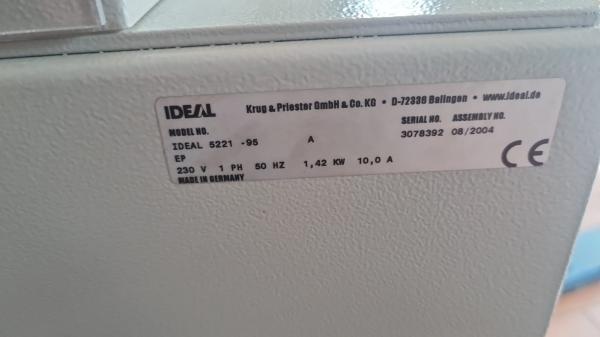 IDEAL Krug & Priester GmbH & Co. KG • D-72336 Balingen • www.ideal.de
MODEL NO. SERIAL NO. ASSEMBLY NO.
IDEAL 5221 -95 A 3078392 08/2004
EP
230 V 1 PH 50 HZ 1,42 KW 10,0 A
MADE IN GERMANY CE